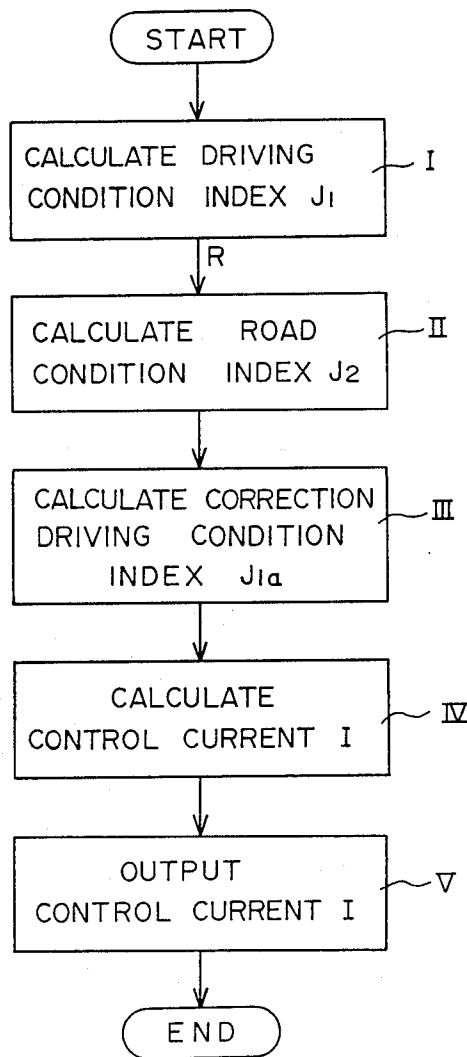 START
CALCULATE DRIVING
CONDITION INDEX J1
I
R
CALCULATE ROAD
CONDITION INDEX J2
II
CALCULATE CORRECTION
DRIVING CONDITION
INDEX J1a
III
CALCULATE
CONTROL CURRENT I
IV
OUTPUT
CONTROL CURRENT I
V
END